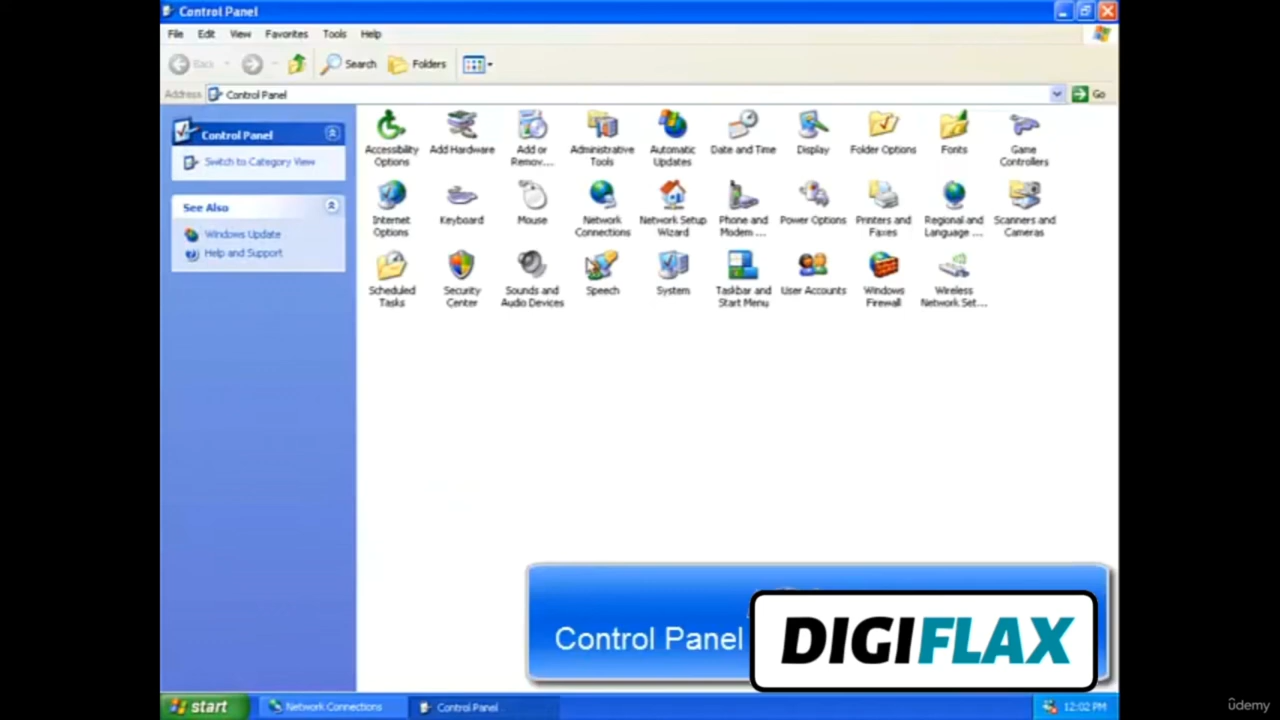 Control Panel
File Edit View Favorites Tools Help
Back Search Folders
Address Control Panel Go
Control Panel
Switch to Category View
See Also
Windows Update
Help and Support
Accessibility Options
Add Hardware
Add or Remov...
Administrative Tools
Automatic Updates
Date and Time
Display
Folder Options
Fonts
Game Controllers
Internet Options
Keyboard
Mouse
Network Connections
Network Setup Wizard
Phone and Modem ...
Power Options
Printers and Faxes
Regional and Language ...
Scanners and Cameras
Scheduled Tasks
Security Center
Sounds and Audio Devices
Speech
System
Taskbar and Start Menu
User Accounts
Windows Firewall
Wireless Network Set...
Control Panel
DIGIFLAX
start Network Connections Control Panel 12:02 PM
ûdemy